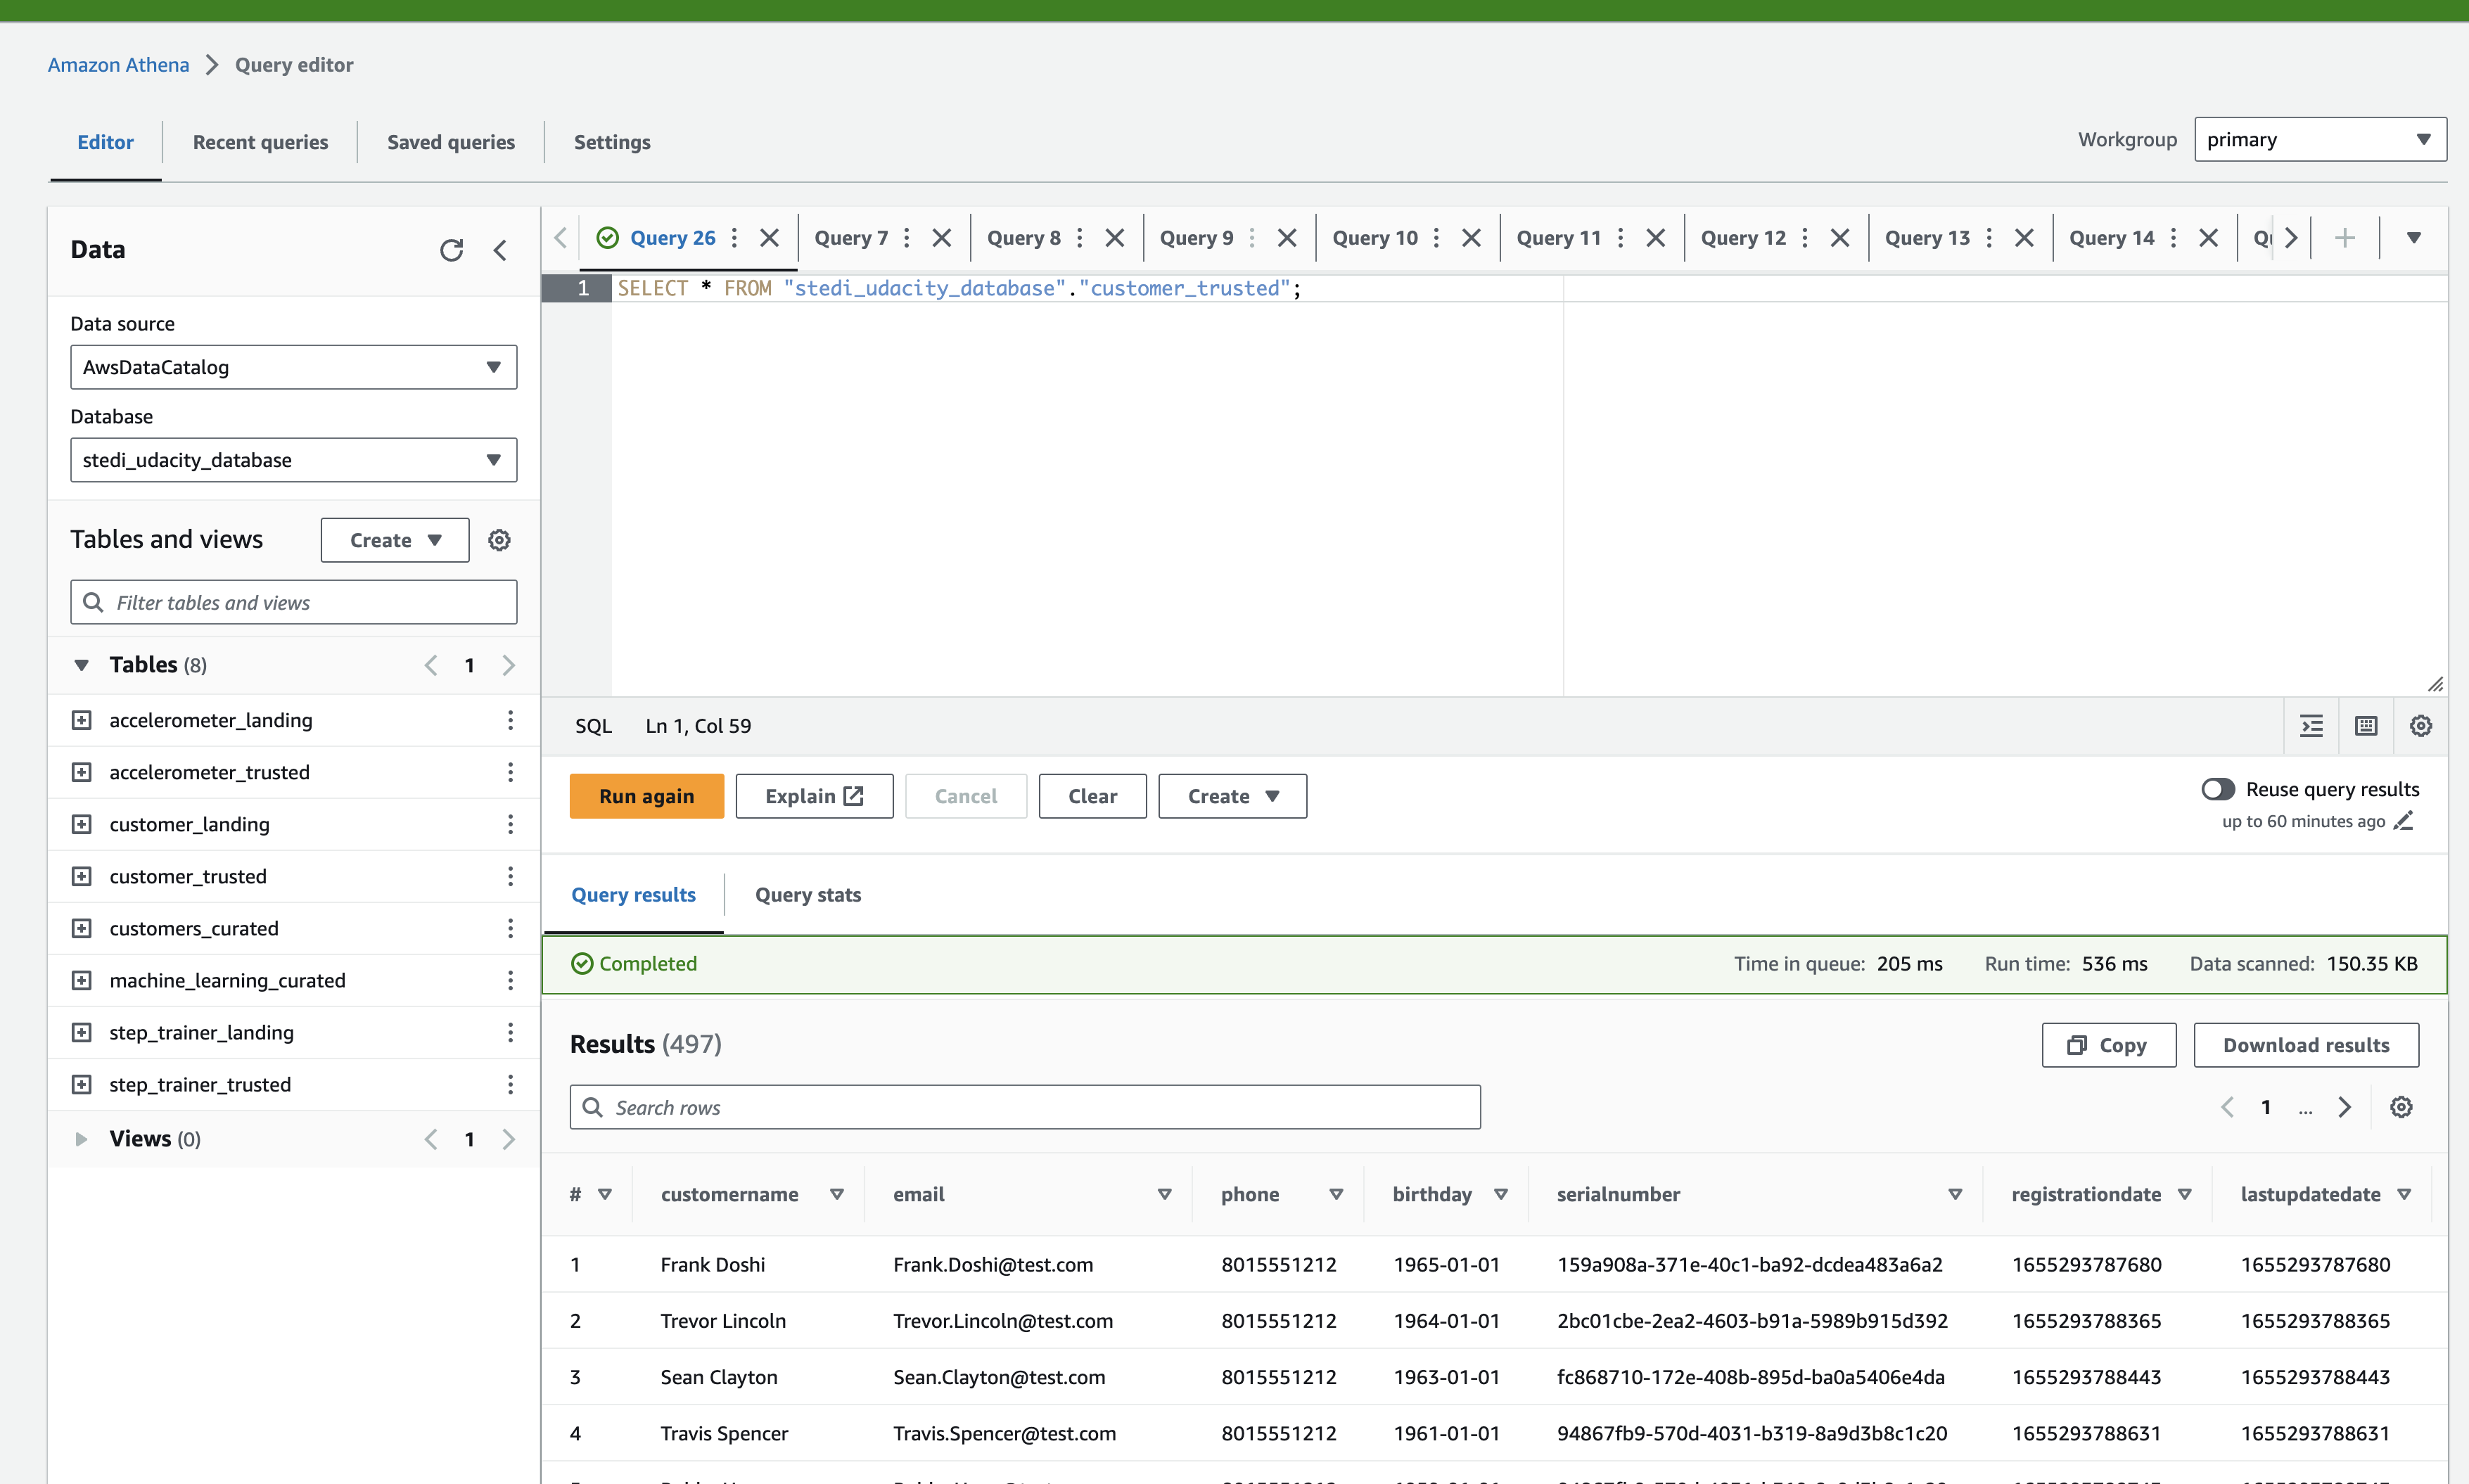 Amazon Athena > Query editor
Editor Recent queries Saved queries Settings Workgroup primary
Data
Data source
AwsDataCatalog
Database
stedi_udacity_database
Tables and views Create
Filter tables and views
Tables (8) 1
accelerometer_landing
accelerometer_trusted
customer_landing
customer_trusted
customers_curated
machine_learning_curated
step_trainer_landing
step_trainer_trusted
Views (0) 1
Query 26 Query 7 Query 8 Query 9 Query 10 Query 11 Query 12 Query 13 Query 14
1 SELECT * FROM "stedi_udacity_database"."customer_trusted";
SQL Ln 1, Col 59
Run again Explain Cancel Clear Create Reuse query results
up to 60 minutes ago
Query results Query stats
Completed Time in queue: 205 ms Run time: 536 ms Data scanned: 150.35 KB
Results (497) Copy Download results
Search rows 1 ...
# customername email phone birthday serialnumber registrationdate lastupdatedate
1 Frank Doshi Frank.Doshi@test.com 8015551212 1965-01-01 159a908a-371e-40c1-ba92-dcdea483a6a2 1655293787680 1655293787680
2 Trevor Lincoln Trevor.Lincoln@test.com 8015551212 1964-01-01 2bc01cbe-2ea2-4603-b91a-5989b915d392 1655293788365 1655293788365
3 Sean Clayton Sean.Clayton@test.com 8015551212 1963-01-01 fc868710-172e-408b-895d-ba0a5406e4da 1655293788443 1655293788443
4 Travis Spencer Travis.Spencer@test.com 8015551212 1961-01-01 94867fb9-570d-4031-b319-8a9d3b8c1c20 1655293788631 1655293788631